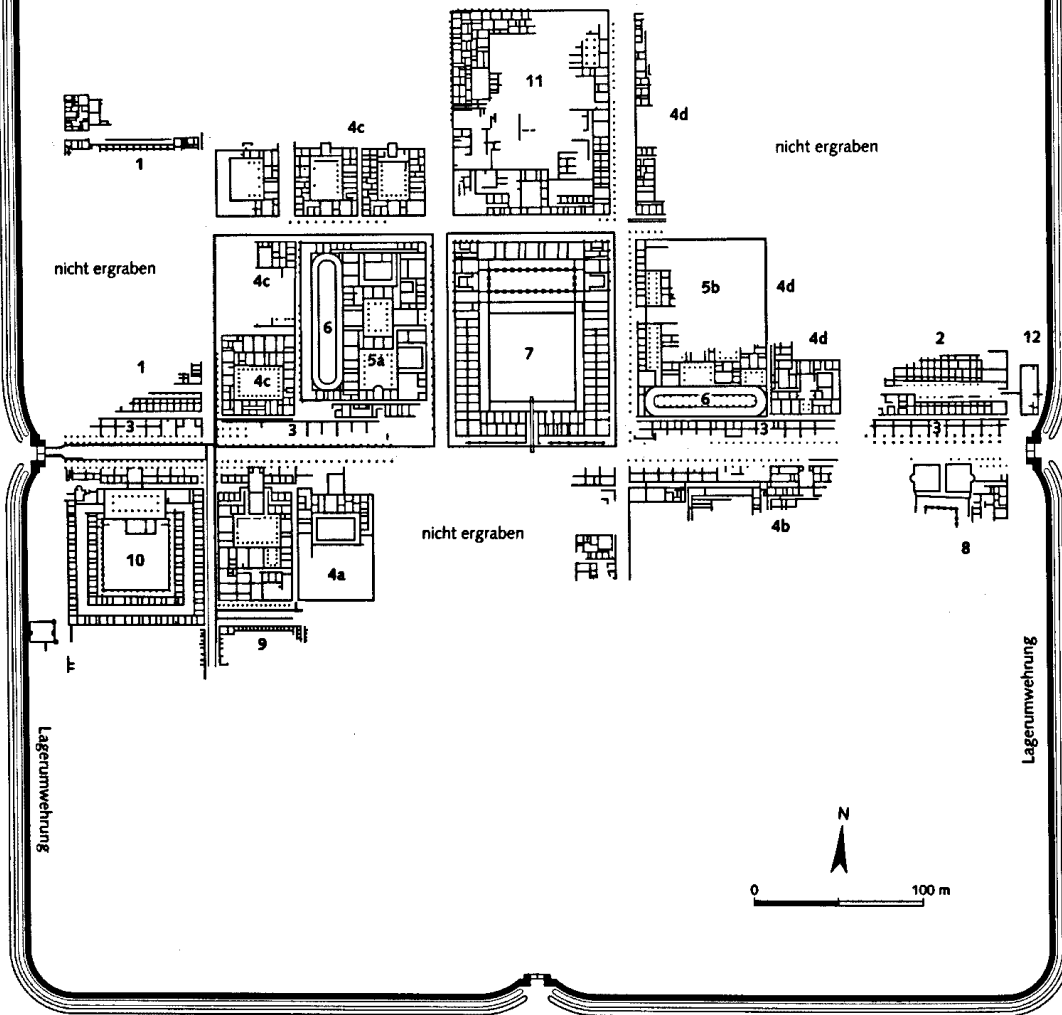 11
4c
4d
1
nicht ergraben
nicht ergraben
4c
5b
4d
6
7
4d
2
12
1
5a
4c
6
3
3
3
3
nicht ergraben
4b
10
4a
8
9
Lagerumwehrung
Lagerumwehrung
N
0 100 m